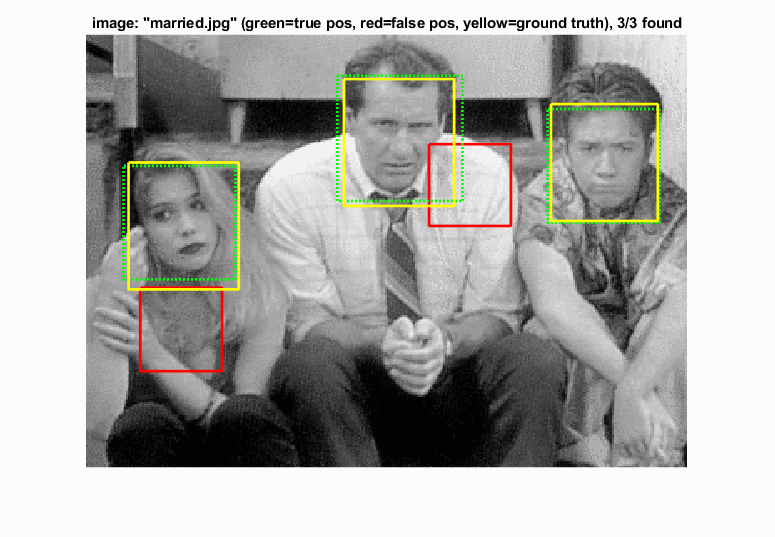 image: "married.jpg" (green=true pos, red=false pos, yellow=ground truth), 3/3 found